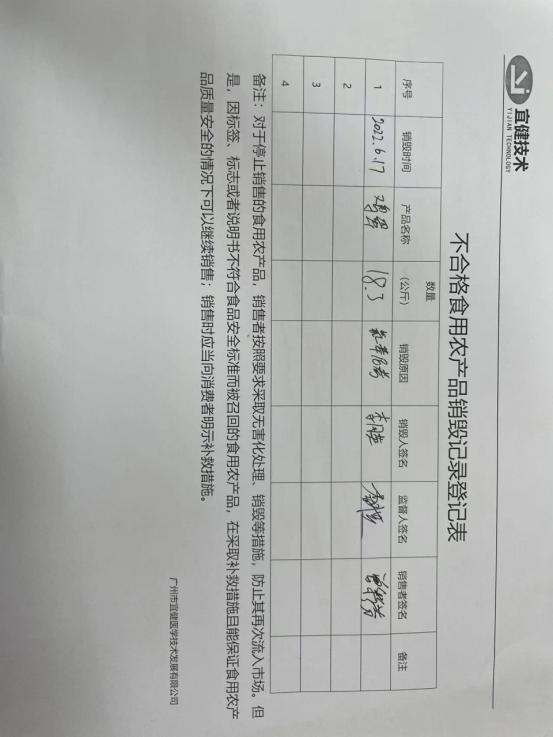 宜健技术
YIJIAN TECHNOLOGY
不合格食用农产品销毁记录登记表
序号 销毁时间 产品名称 数量（公斤） 销毁原因 销毁人签名 监督人签名 销售者签名 备注
1 2022.6.17 鸡蛋 18.3
2
3
4
备注：对于停止销售的食用农产品，销售者按照要求采取无害化处理、销毁等措施，防止其再次流入市场。但
是，因标签、标志或者说明书不符合食品安全标准而被召回的食用农产品，在采取补救措施且能保证食用农产
品质量安全的情况下可以继续销售；销售时应当向消费者明示补救措施。
广州市宜健医学技术发展有限公司